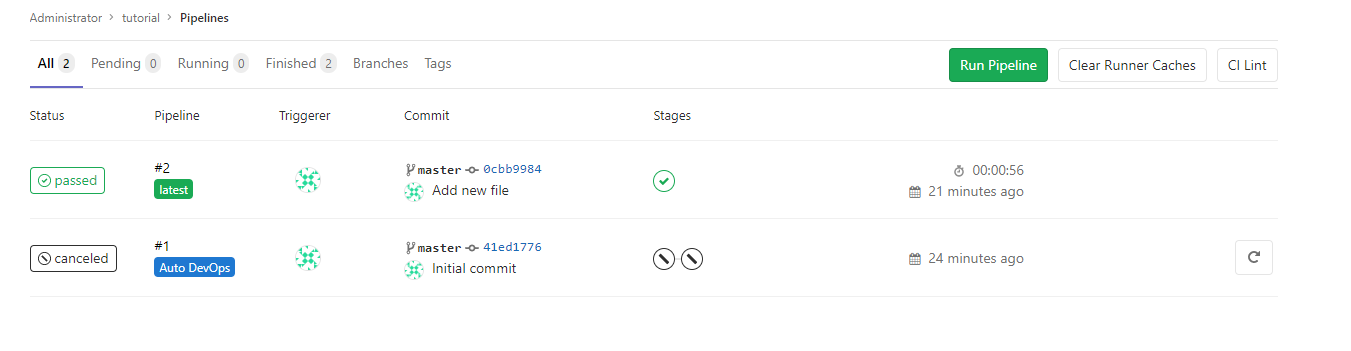 Administrator > tutorial > Pipelines
All 2 Pending 0 Running 0 Finished 2 Branches Tags Run Pipeline Clear Runner Caches CI Lint
Status Pipeline Triggerer Commit Stages
passed #2 master 0cbb9984 00:00:56
latest Add new file 21 minutes ago
canceled #1 master 41ed1776 24 minutes ago
Auto DevOps Initial commit